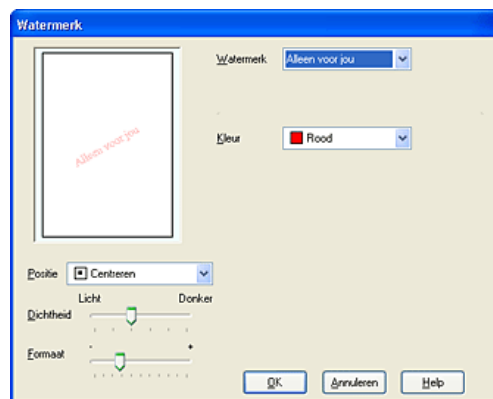 Watermerk
Watermerk Alleen voor jou
Alleen voor jou
Kleur Rood
Positie Centreren
Licht Donker
Dichtheid
Formaat - +
OK Annuleren Help